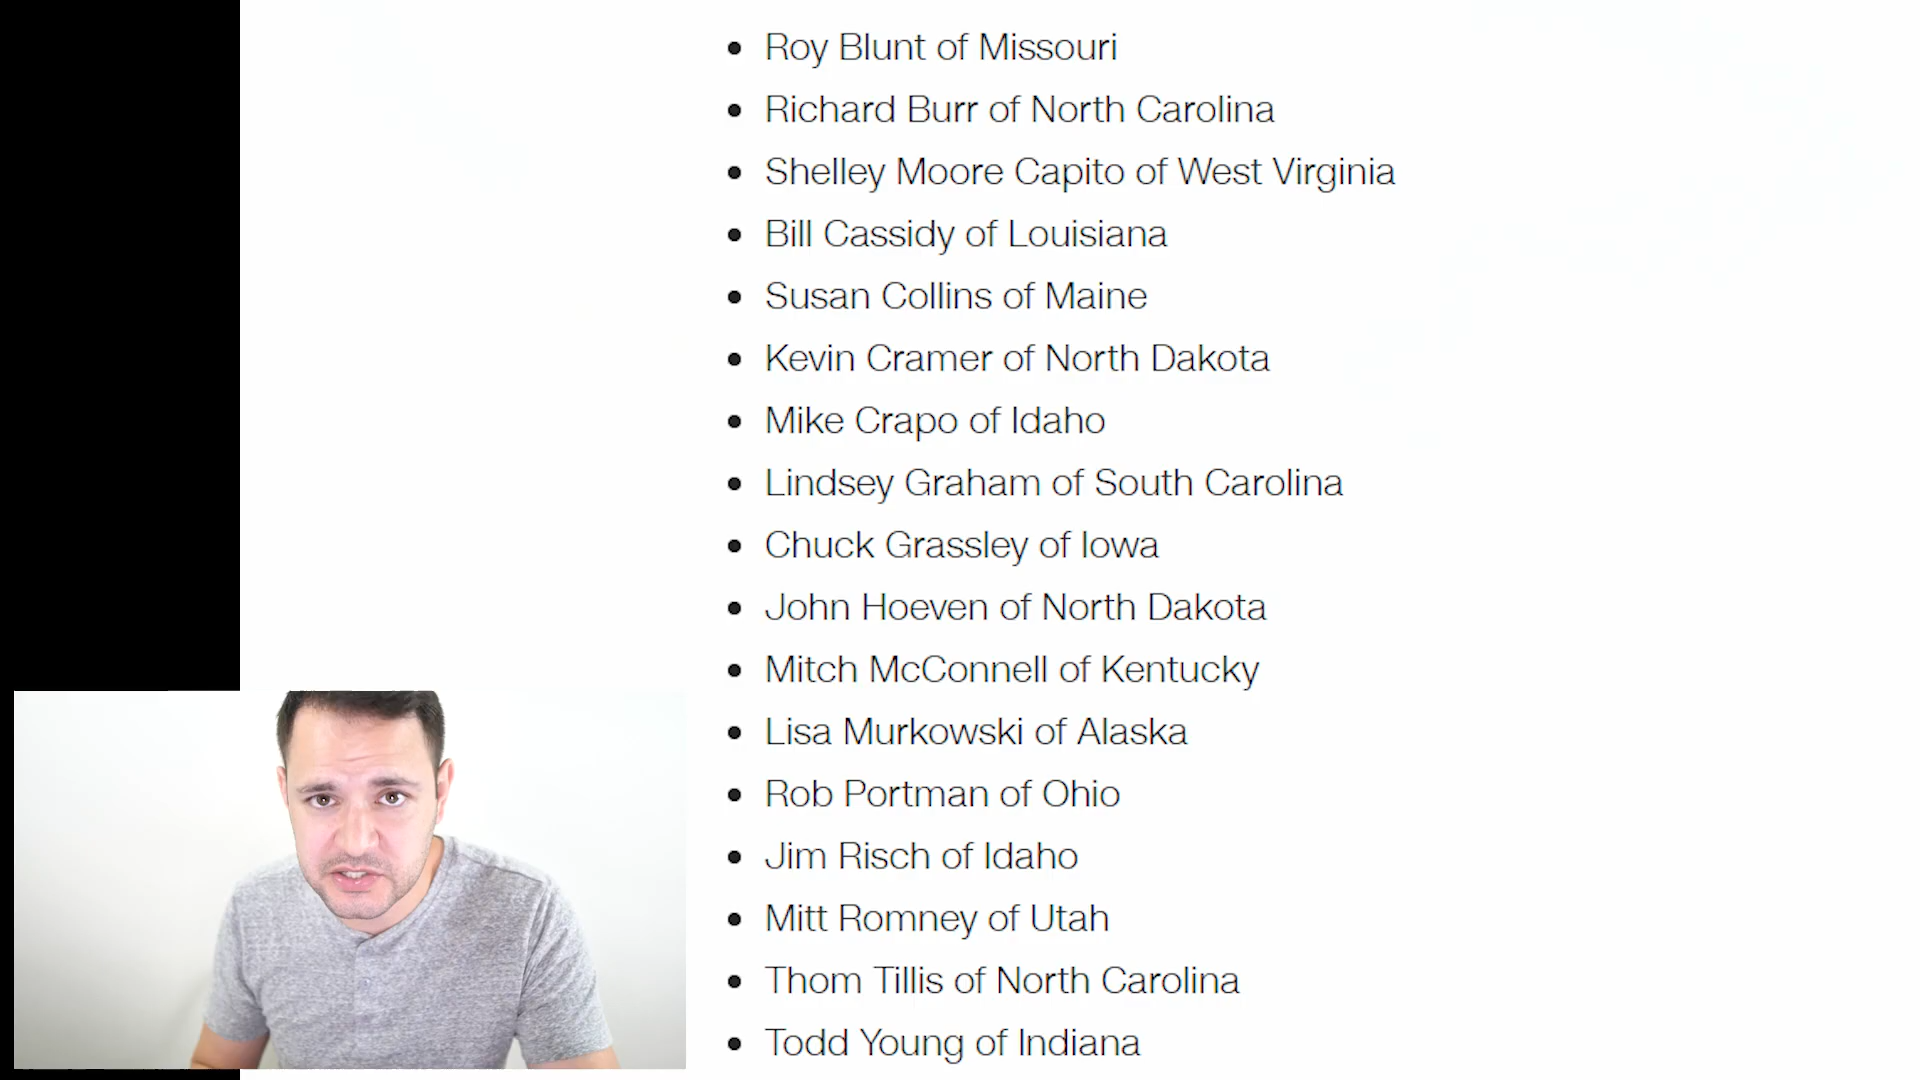 Roy Blunt of Missouri
Richard Burr of North Carolina
Shelley Moore Capito of West Virginia
Bill Cassidy of Louisiana
Susan Collins of Maine
Kevin Cramer of North Dakota
Mike Crapo of Idaho
Lindsey Graham of South Carolina
Chuck Grassley of Iowa
John Hoeven of North Dakota
Mitch McConnell of Kentucky
Lisa Murkowski of Alaska
Rob Portman of Ohio
Jim Risch of Idaho
Mitt Romney of Utah
Thom Tillis of North Carolina
Todd Young of Indiana